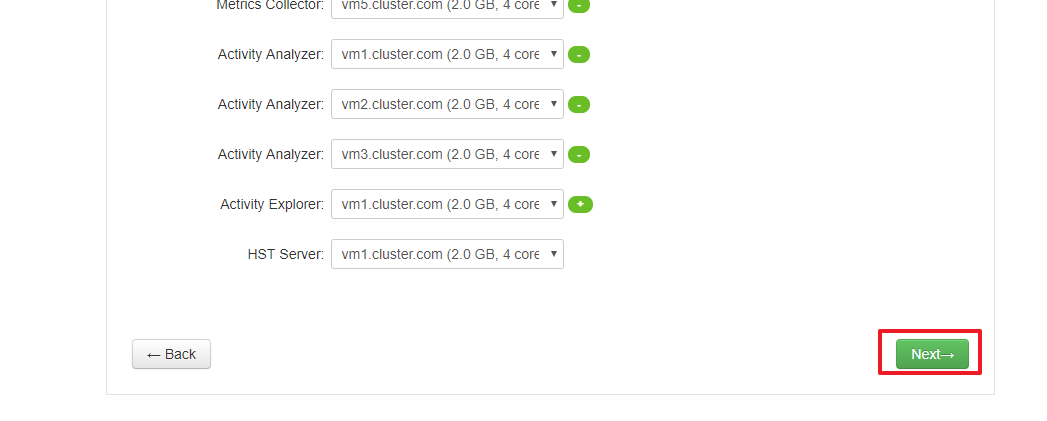 Metrics Collector: vm5.cluster.com (2.0 GB, 4 core -
Activity Analyzer: vm1.cluster.com (2.0 GB, 4 core -
Activity Analyzer: vm2.cluster.com (2.0 GB, 4 core -
Activity Analyzer: vm3.cluster.com (2.0 GB, 4 core -
Activity Explorer: vm1.cluster.com (2.0 GB, 4 core +
HST Server: vm1.cluster.com (2.0 GB, 4 core
← Back Next→